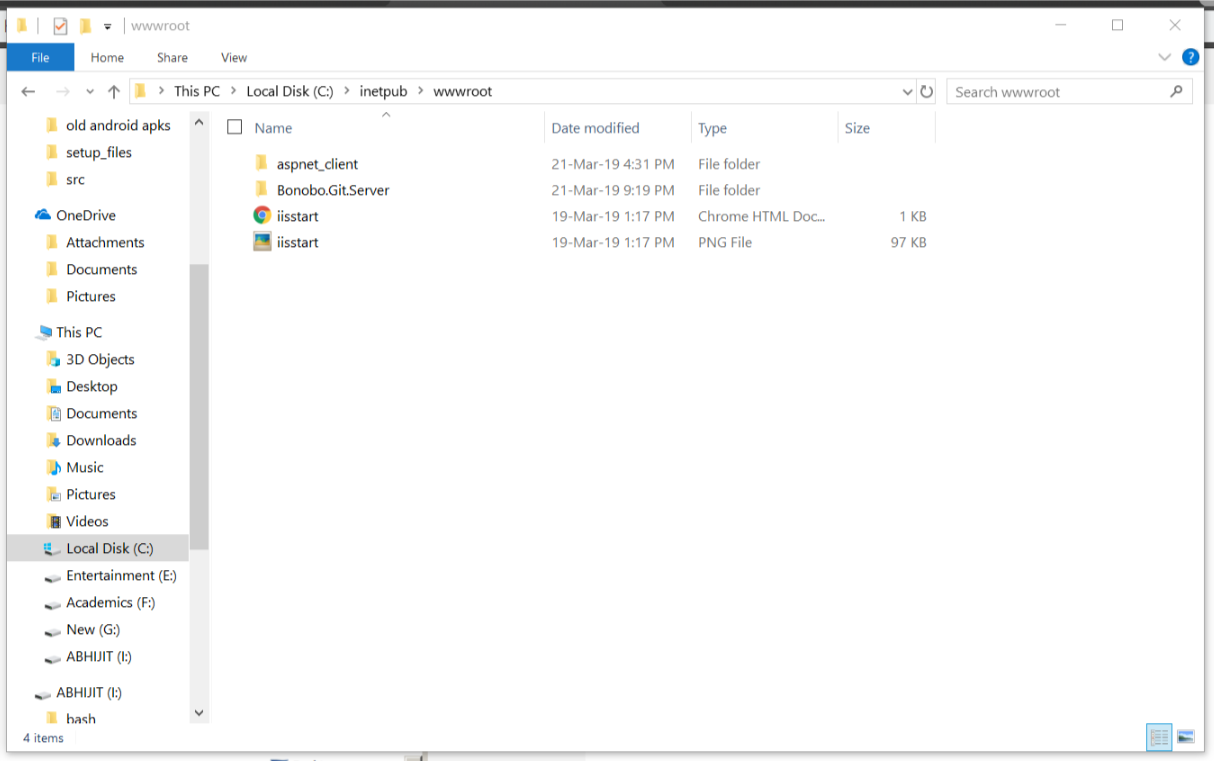 wwwroot
File Home Share View
This PC Local Disk (C:) inetpub wwwroot Search wwwroot
old android apks
setup_files
src
OneDrive
Attachments
Documents
Pictures
This PC
3D Objects
Desktop
Documents
Downloads
Music
Pictures
Videos
Local Disk (C:)
Entertainment (E:)
Academics (F:)
New (G:)
ABHIJIT (I:)
ABHIJIT (I:)
bash
Name Date modified Type Size
aspnet_client 21-Mar-19 4:31 PM File folder
Bonobo.Git.Server 21-Mar-19 9:19 PM File folder
iisstart 19-Mar-19 1:17 PM Chrome HTML Doc... 1 KB
iisstart 19-Mar-19 1:17 PM PNG File 97 KB
4 items